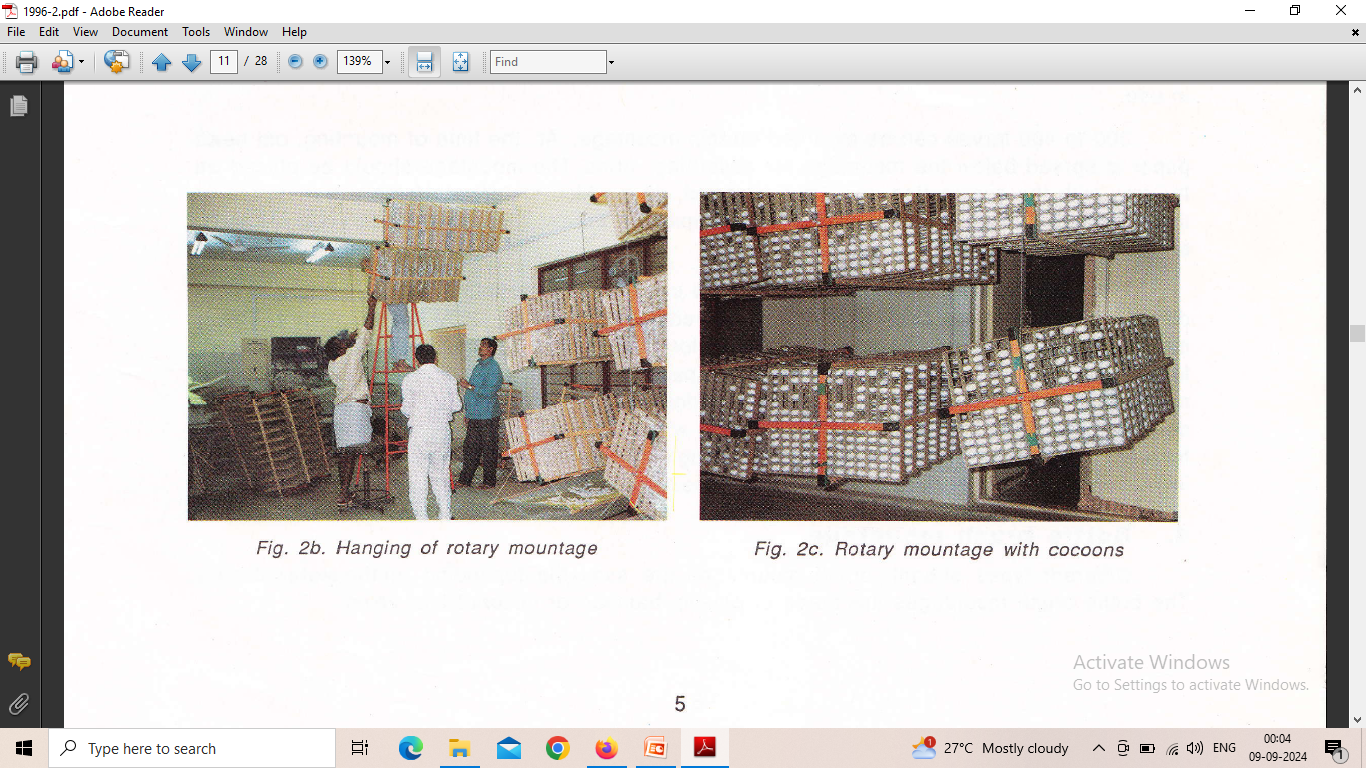 1996-2.pdf - Adobe Reader
File Edit View Document Tools Window Help
11 / 28 139% Find
Fig. 2b. Hanging of rotary mountage
Fig. 2c. Rotary mountage with cocoons
5
Activate Windows
Go to Settings to activate Windows.
Type here to search
1
27°C Mostly cloudy
ENG
00:04
09-09-2024
1